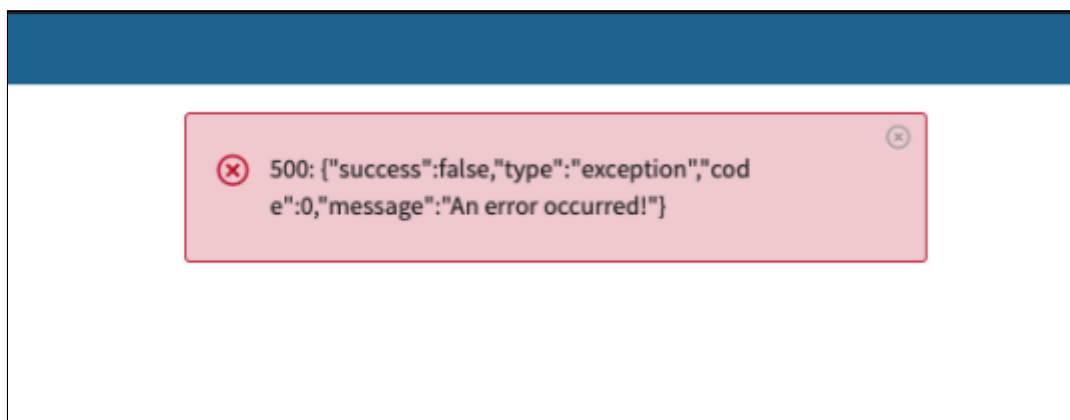 500: {"success":false,"type":"exception","cod
e":0,"message":"An error occurred!"}